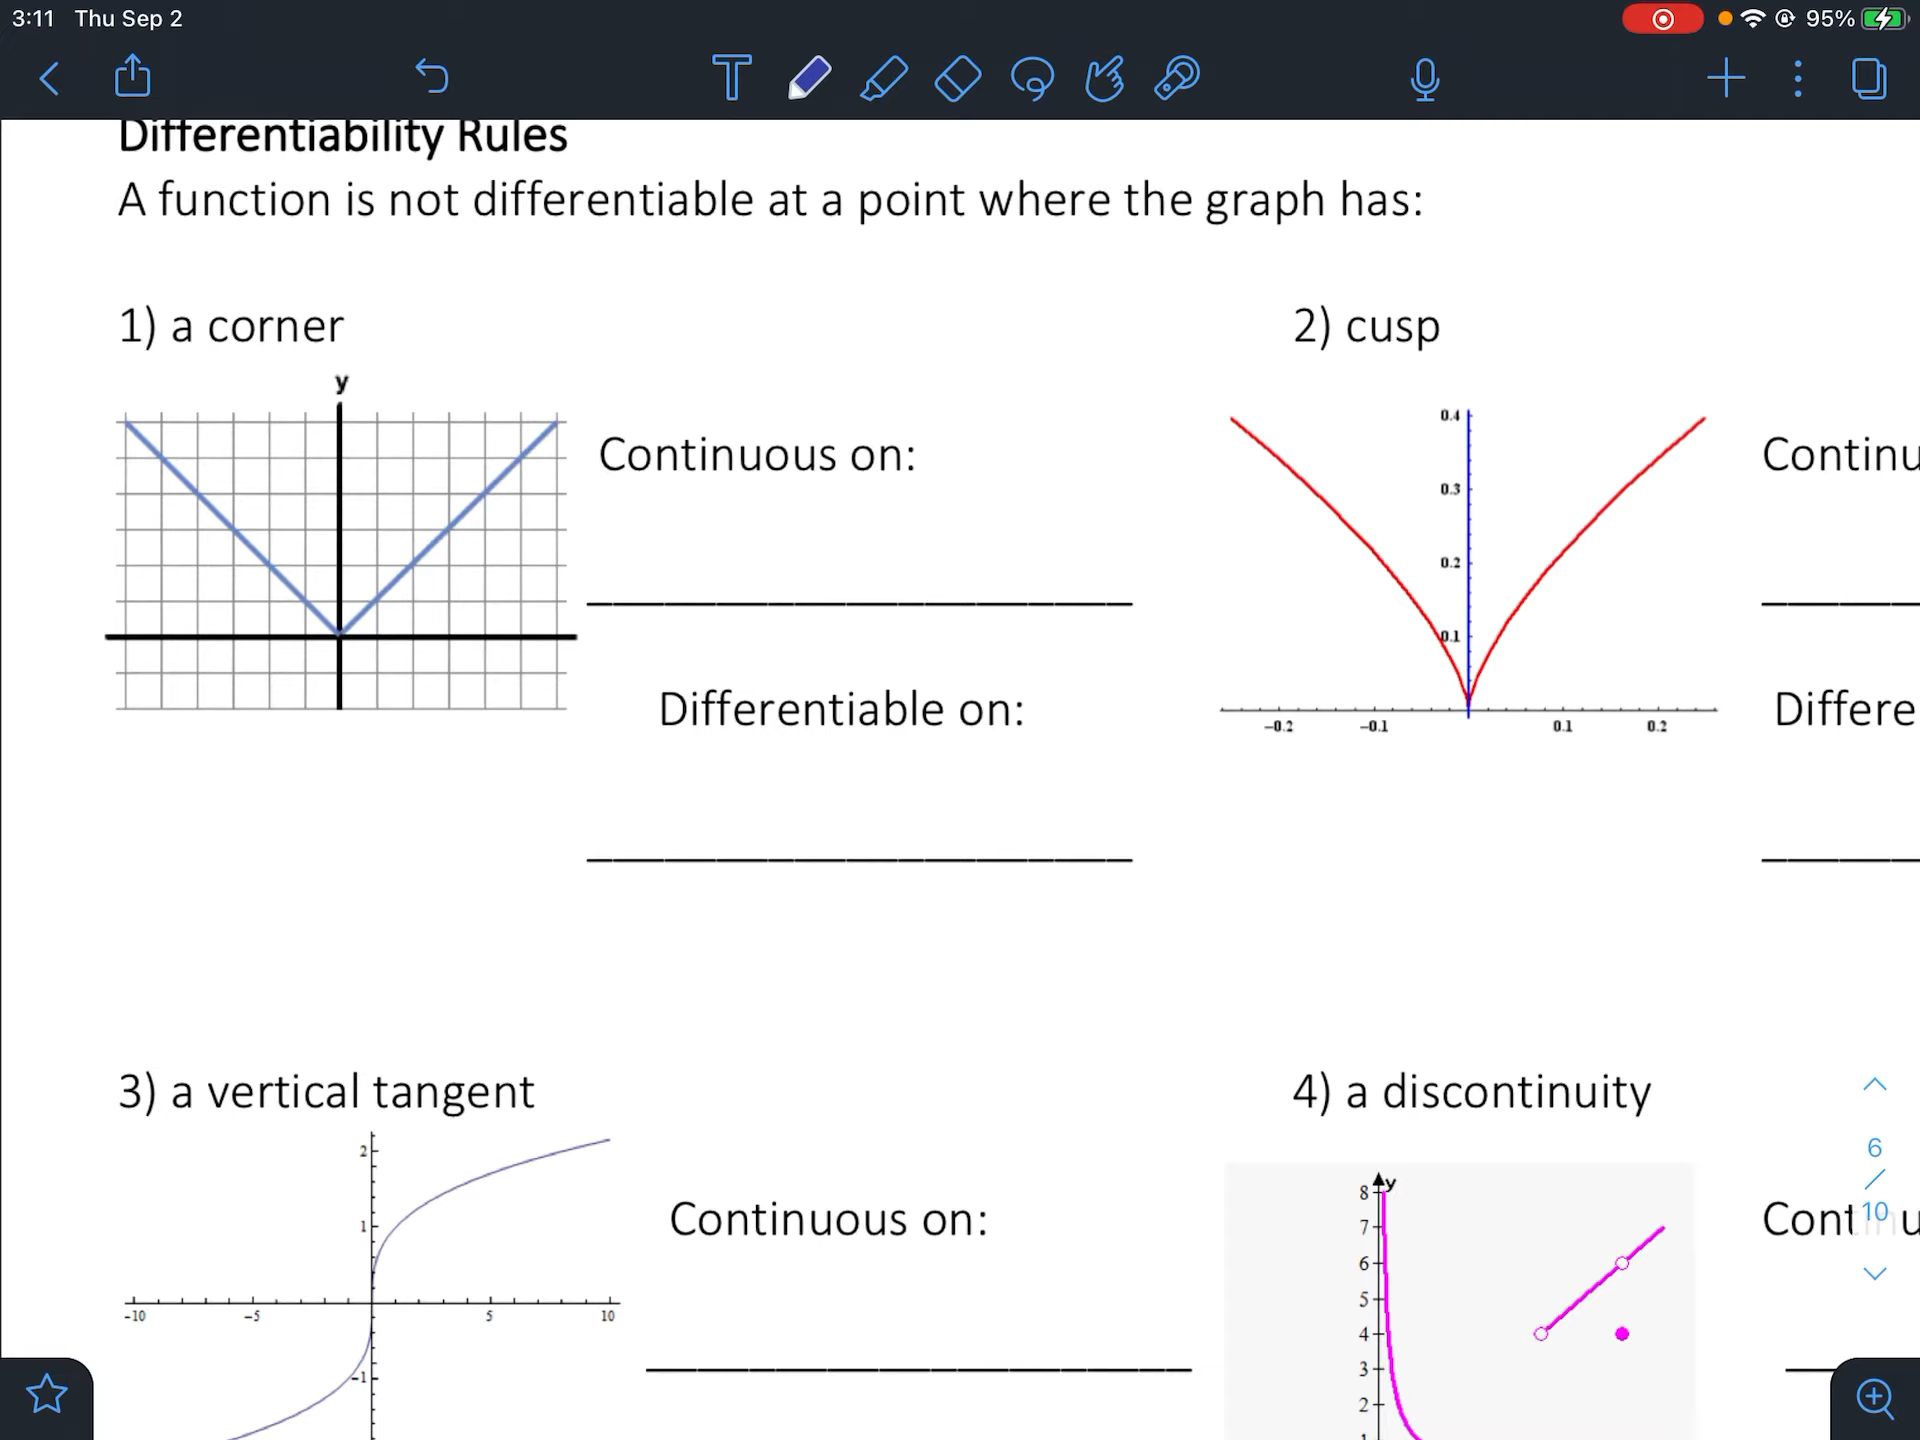 3:11 Thu Sep 2
95%
Differentiability Rules
A function is not differentiable at a point where the graph has:
1) a corner
2) cusp
y
Continuous on:
Differentiable on:
0.4
0.3
0.2
0.1
-0.2 -0.1 0.1 0.2
Continu
Differe
3) a vertical tangent
4) a discontinuity
2
1
-10 -5 5 10
-1
Continuous on:
y
8
7
6
5
4
3
2
1
Cont u
6
/
10